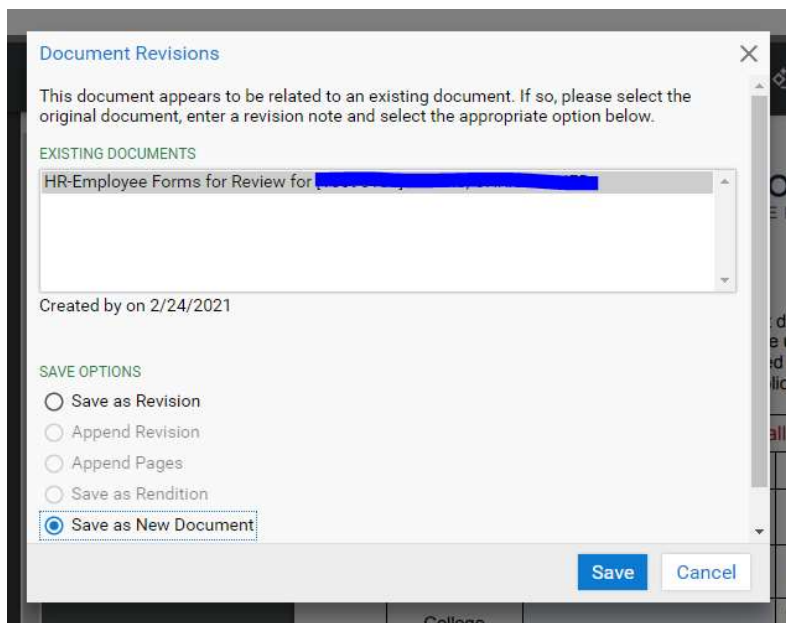 Document Revisions
This document appears to be related to an existing document. If so, please select the
original document, enter a revision note and select the appropriate option below.
EXISTING DOCUMENTS
HR-Employee Forms for Review for
Created by on 2/24/2021
SAVE OPTIONS
Save as Revision
Append Revision
Append Pages
Save as Rendition
Save as New Document
Save Cancel
College